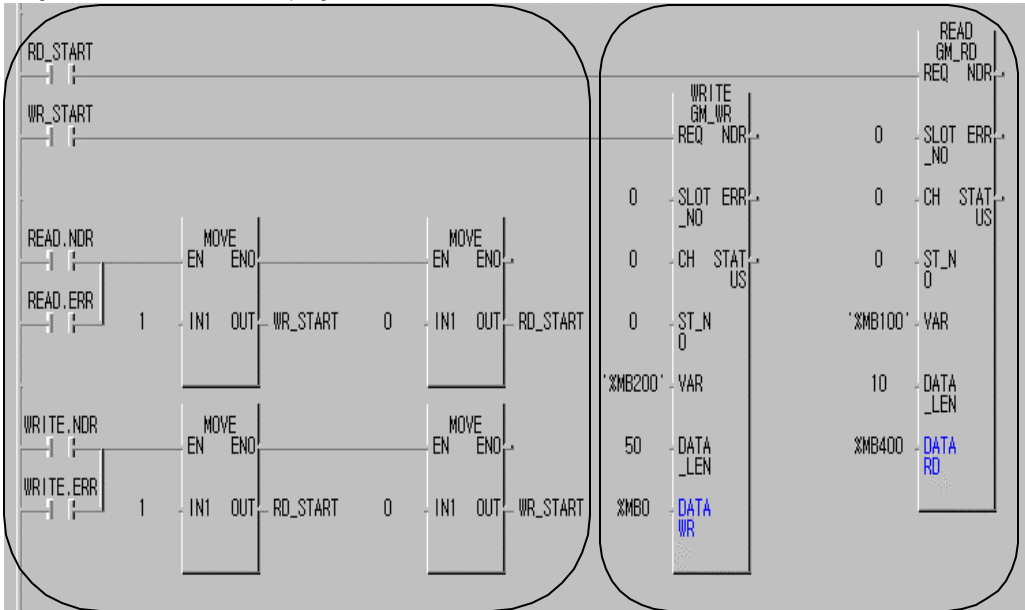 RD_START
READ
GM_RD
REQ NDR
WR_START
WRITE
GM_WR
REQ NDR
0
SLOT ERR
_NO
0
SLOT ERR
_NO
0
CH STAT
US
READ.NDR
MOVE
EN ENO
MOVE
EN ENO
0
CH STAT
US
0
ST_N
O
READ.ERR
1
IN1 OUT
WR_START
0
IN1 OUT
RD_START
0
ST_N
O
'%MB100'
VAR
'%MB200'
VAR
10
DATA
_LEN
WRITE.NDR
MOVE
EN ENO
MOVE
EN ENO
50
DATA
_LEN
%MB400
DATA
RD
WRITE.ERR
1
IN1 OUT
RD_START
0
IN1 OUT
WR_START
%MB0
DATA
WR